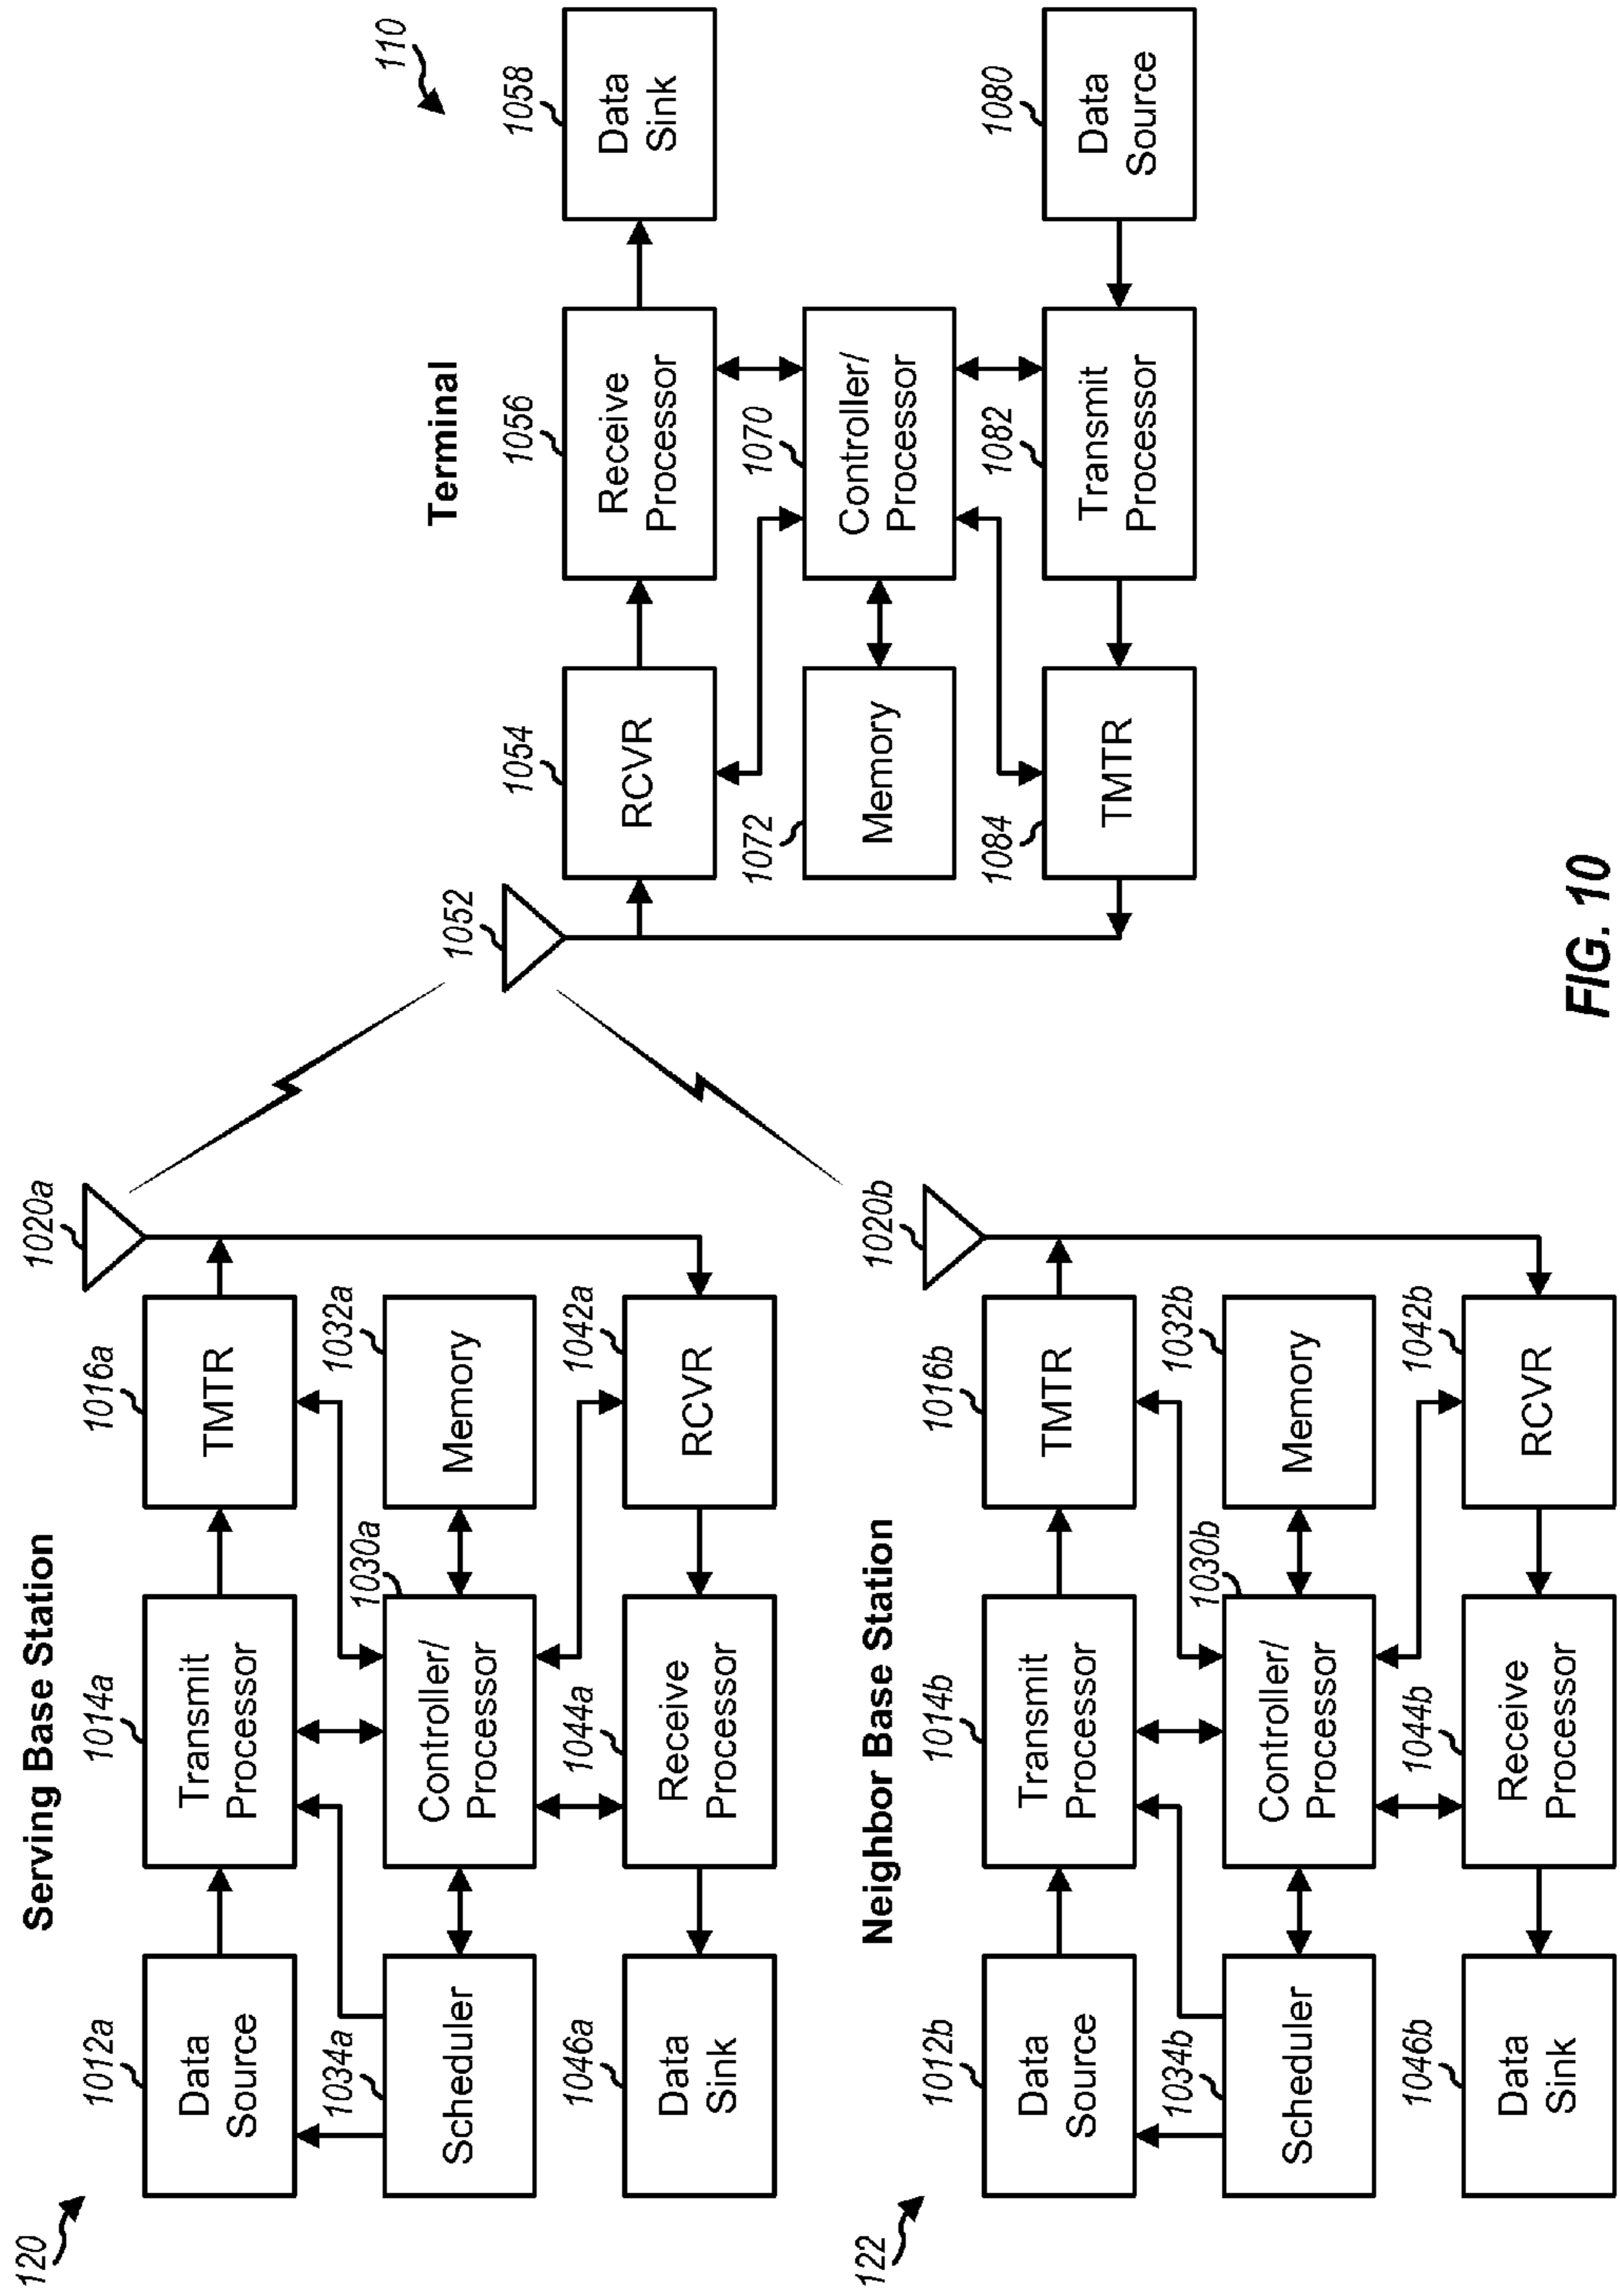 120
Serving Base Station
1012a
1014a
1016a
1020a
Data
Source
Transmit
Processor
TMTR
1034a
1030a
1032a
Scheduler
Controller/
Processor
Memory
1046a
1044a
1042a
Data
Sink
Receive
Processor
RCVR
122
Neighbor Base Station
1012b
1014b
1016b
1020b
Data
Source
Transmit
Processor
TMTR
1034b
1030b
1032b
Scheduler
Controller/
Processor
Memory
1046b
1044b
1042b
Data
Sink
Receive
Processor
RCVR
110
Terminal
1052
1054
1056
1058
RCVR
Receive
Processor
Data
Sink
1072
1070
Memory
Controller/
Processor
1084
1082
1080
TMTR
Transmit
Processor
Data
Source
FIG. 10